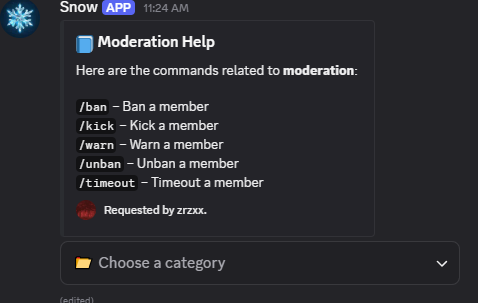 Snow APP 11:24 AM
Moderation Help
Here are the commands related to moderation:
/ban – Ban a member
/kick – Kick a member
/warn – Warn a member
/unban – Unban a member
/timeout – Timeout a member
Requested by zrzxx.
Choose a category
(edited)